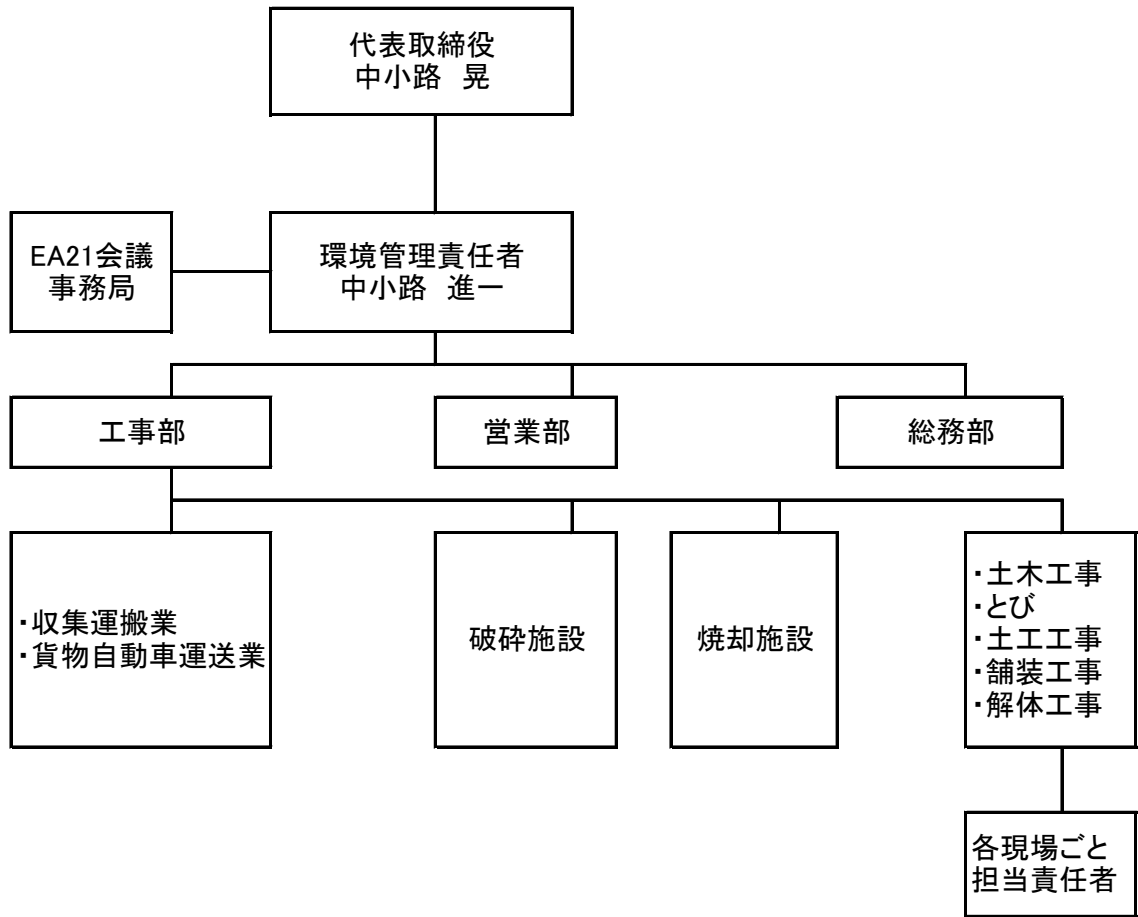 代表取締役
中小路　晃
EA21会議
事務局
環境管理責任者
中小路　進一
工事部
営業部
総務部
・収集運搬業
・貨物自動車運送業
破砕施設
焼却施設
・土木工事
・とび
・土工工事
・舗装工事
・解体工事
各現場ごと
担当責任者